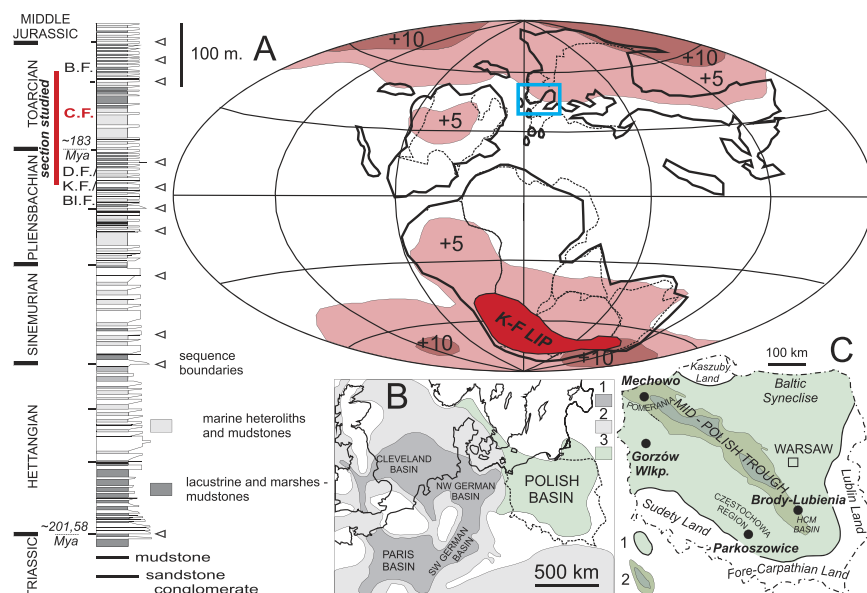 MIDDLE
JURASSIC
TOARCIAN
PLIENSBACHIAN
SINEMURIAN
HETTANGIAN
TRIASSIC
B.F.
C.F.
section studied
~183
Mya
D.F./
K.F./
Bl.F.
~201,58
Mya
100 m.
sequence
boundaries
marine heteroliths
and mudstones
lacustrine and marshes -
mudstones
mudstone
sandstone
conglomerate
A
+10
+10
+5
+5
+5
K-F LIP
+10
+10
B
1
2
3
CLEVELAND
BASIN
NW GERMAN
BASIN
POLISH
BASIN
PARIS
BASIN
SW GERMAN
BASIN
500 km
C
100 km
Kaszuby
Land
Baltic
Syneclise
Mechowo
POMERANIA
MID - POLISH TROUGH
WARSAW
Gorzów
Wlkp.
Lublin Land
Brody-Lubienia
HCM
BASIN
CZĘSTOCHOWA
REGION
Sudety Land
Parkoszowice
Fore-Carpathian Land
1
2